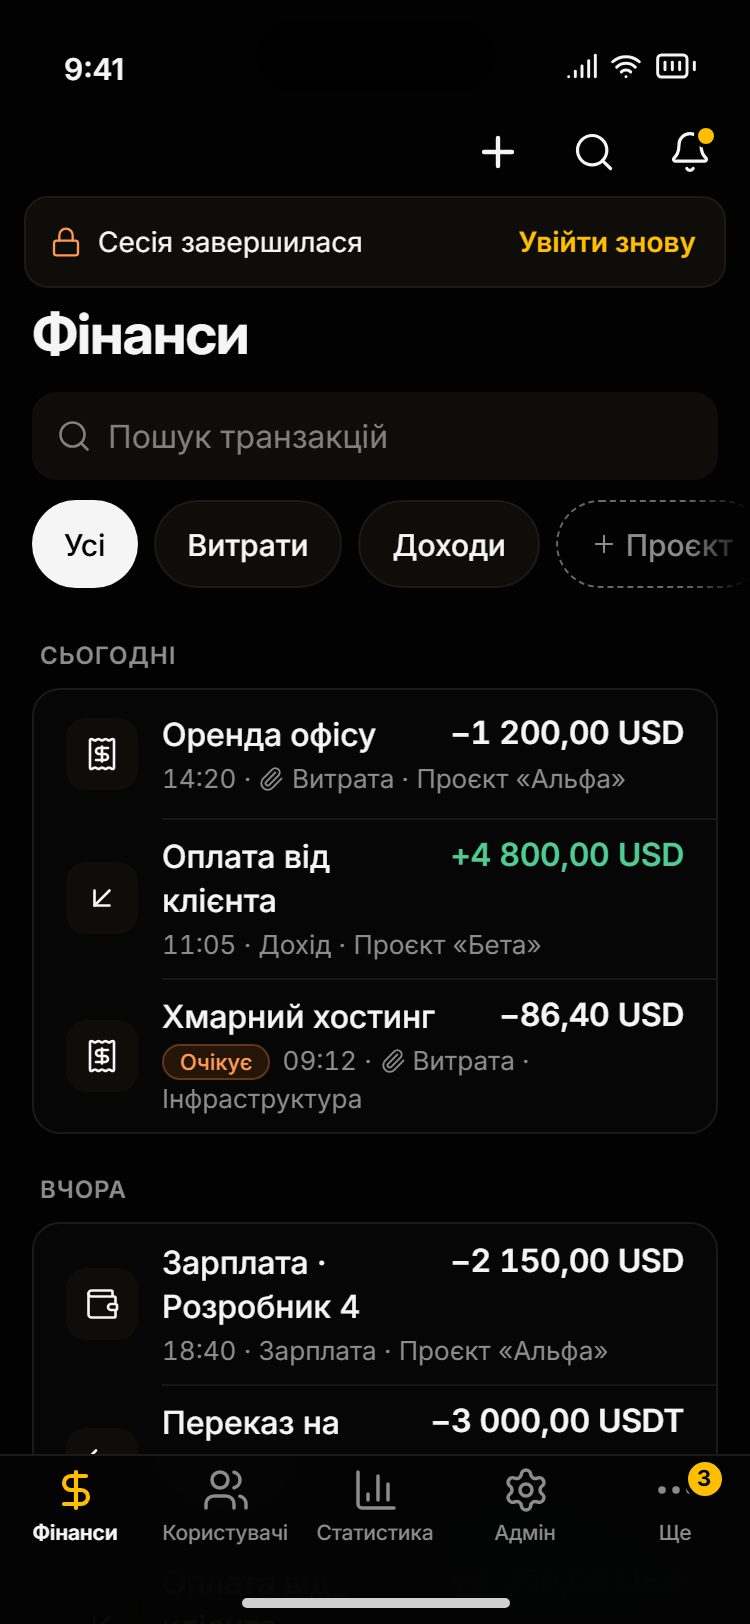 9:41
Сесія завершилася Увійти знову
Фінанси
Пошук транзакцій
Усі Витрати Доходи + Проєкт
СЬОГОДНІ
Оренда офісу −1 200,00 USD
14:20 · Витрата · Проєкт «Альфа»
Оплата від +4 800,00 USD
клієнта
11:05 · Дохід · Проєкт «Бета»
Хмарний хостинг −86,40 USD
Очікує 09:12 · Витрата ·
Інфраструктура
ВЧОРА
Зарплата · −2 150,00 USD
Розробник 4
18:40 · Зарплата · Проєкт «Альфа»
Переказ на −3 000,00 USDT
3
Фінанси Користувачі Статистика Адмін Ще
Оплата від
клієнта